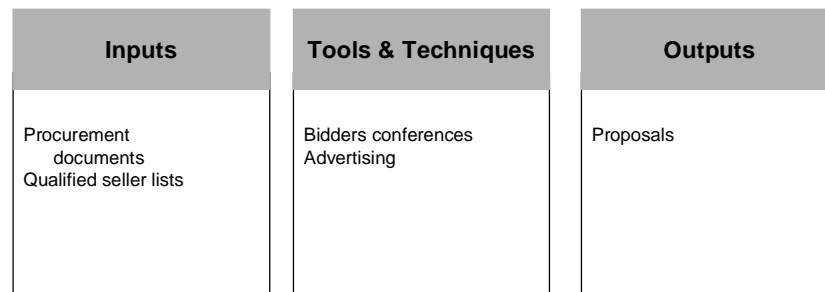 Inputs
Procurement
documents
Qualified seller lists
Tools & Techniques
Bidders conferences
Advertising
Outputs
Proposals